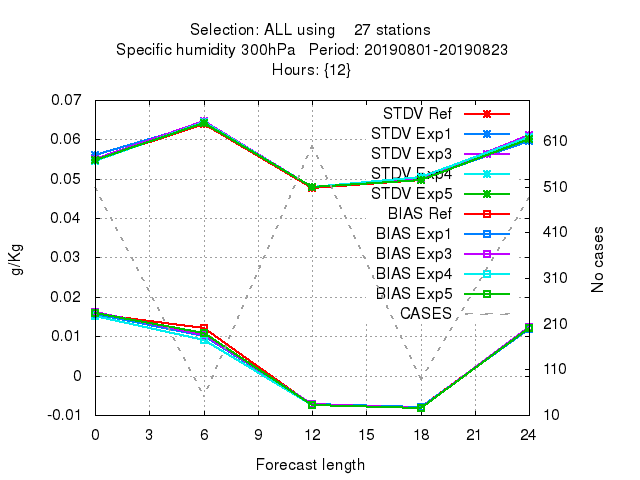 Selection: ALL using 27 stations
Specific humidity 300hPa Period: 20190801-20190823
Hours: {12}
0.07
0.06
0.05
0.04
0.03
0.02
0.01
0
-0.01
g/Kg
STDV Ref
STDV Exp1
STDV Exp3
STDV Exp4
STDV Exp5
BIAS Ref
BIAS Exp1
BIAS Exp3
BIAS Exp4
BIAS Exp5
CASES
610
510
410
310
210
110
10
No cases
0 3 6 9 12 15 18 21 24
Forecast length